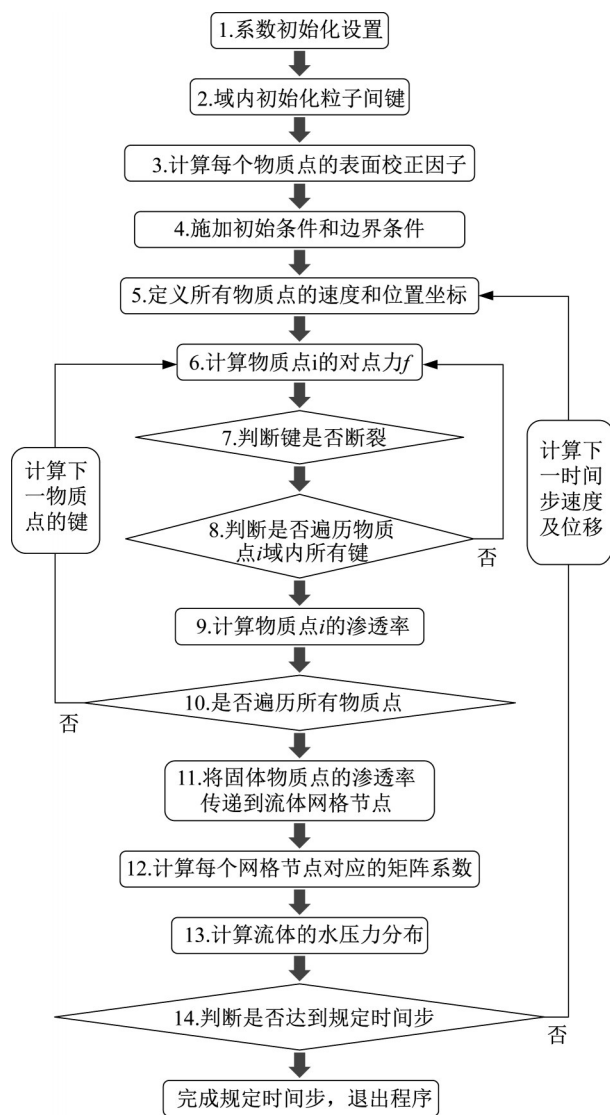 1.系数初始化设置
2.域内初始化粒子间键
3.计算每个物质点的表面校正因子
4.施加初始条件和边界条件
5.定义所有物质点的速度和位置坐标
6.计算物质点i的对点力f
7.判断键是否断裂
计算下
一物质
点的键
计算下
一时间
步速度
及位移
8.判断是否遍历物质
点i域内所有键
否
9.计算物质点i的渗透率
10.是否遍历所有物质点
否
11.将固体物质点的渗透率
传递到流体网格节点
12.计算每个网格节点对应的矩阵系数
13.计算流体的水压力分布
14.判断是否达到规定时间步
否
完成规定时间步，退出程序